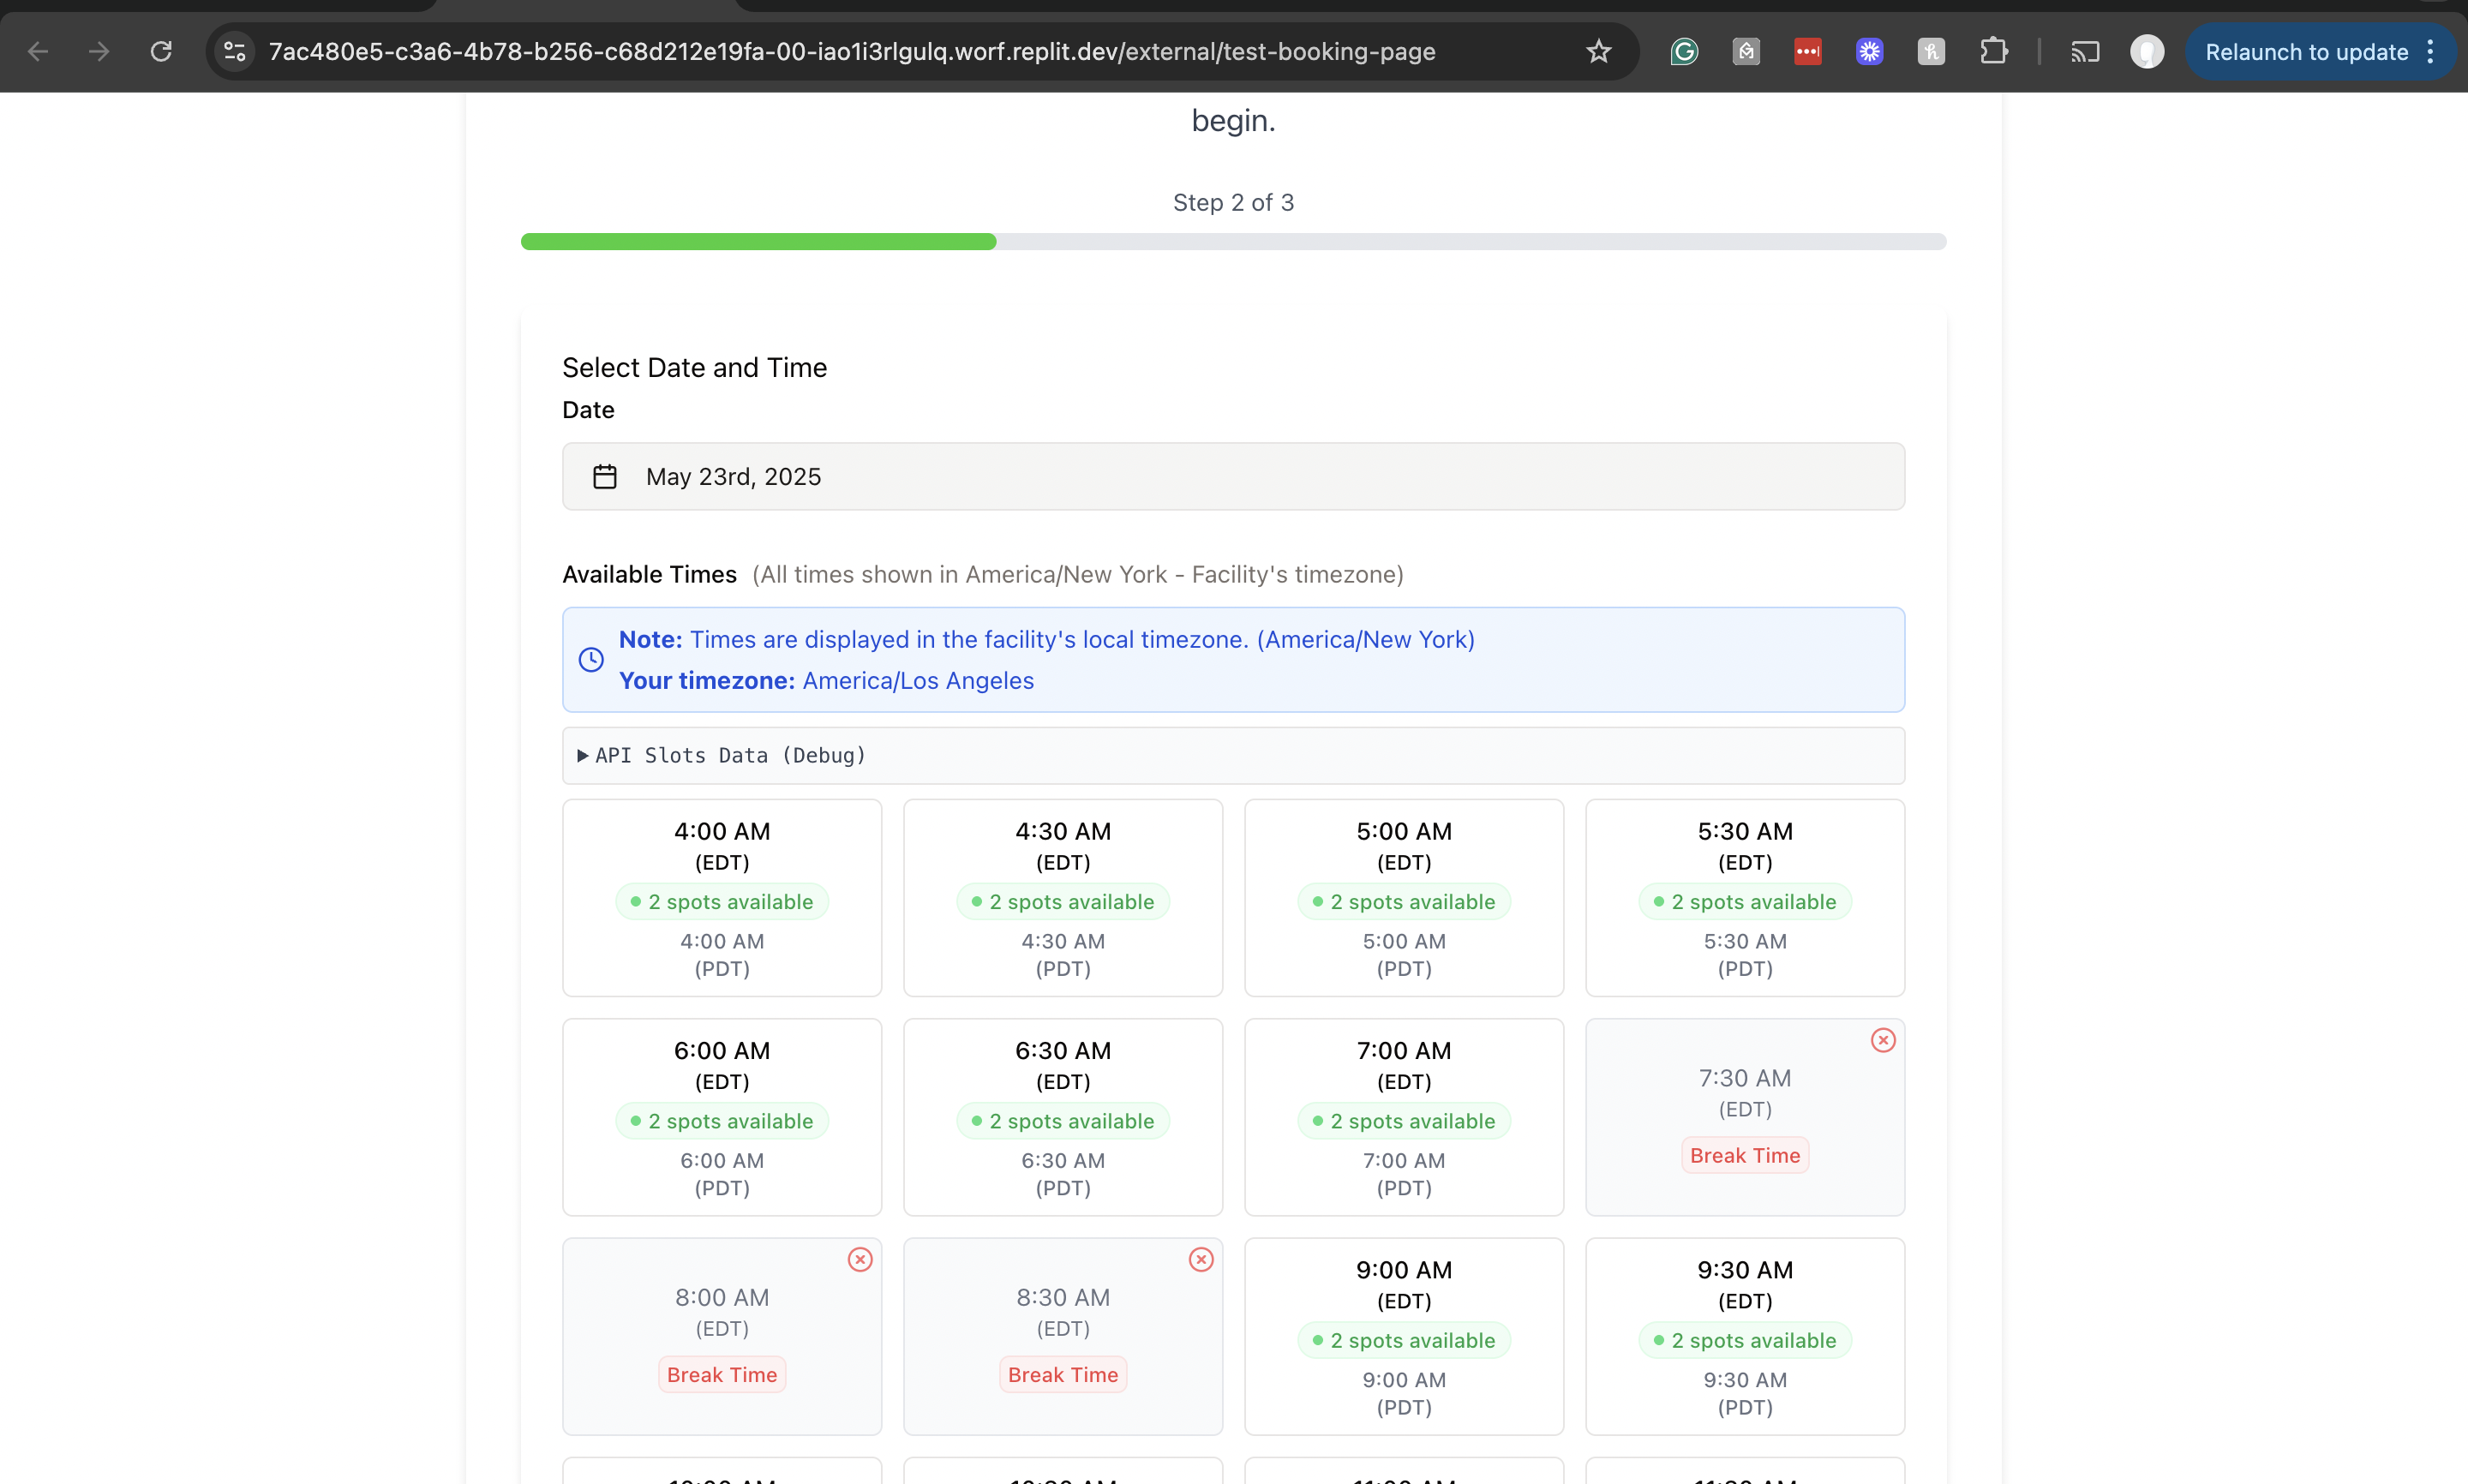 7ac480e5-c3a6-4b78-b256-c68d212e19fa-00-iao1i3rlgulq.worf.replit.dev/external/test-booking-page
Relaunch to update
begin.
Step 2 of 3
Select Date and Time
Date
May 23rd, 2025
Available Times (All times shown in America/New York - Facility's timezone)
Note: Times are displayed in the facility's local timezone. (America/New York)
Your timezone: America/Los Angeles
API Slots Data (Debug)
4:00 AM
(EDT)
2 spots available
4:00 AM
(PDT)
4:30 AM
(EDT)
2 spots available
4:30 AM
(PDT)
5:00 AM
(EDT)
2 spots available
5:00 AM
(PDT)
5:30 AM
(EDT)
2 spots available
5:30 AM
(PDT)
6:00 AM
(EDT)
2 spots available
6:00 AM
(PDT)
6:30 AM
(EDT)
2 spots available
6:30 AM
(PDT)
7:00 AM
(EDT)
2 spots available
7:00 AM
(PDT)
7:30 AM
(EDT)
Break Time
8:00 AM
(EDT)
Break Time
8:30 AM
(EDT)
Break Time
9:00 AM
(EDT)
2 spots available
9:00 AM
(PDT)
9:30 AM
(EDT)
2 spots available
9:30 AM
(PDT)